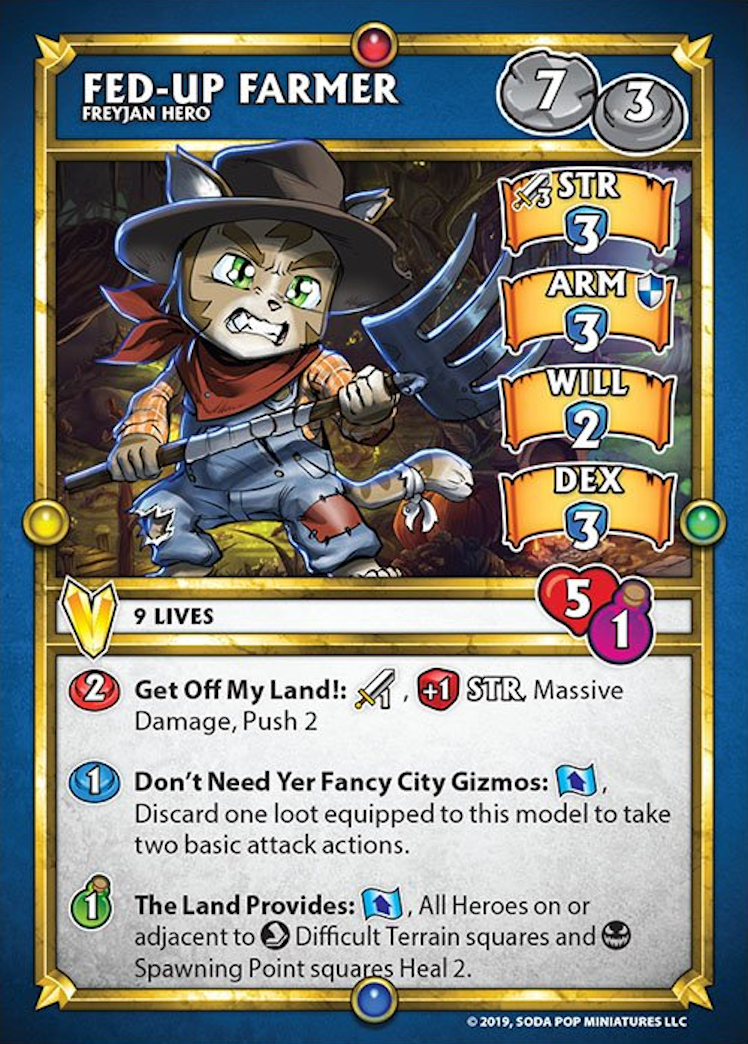 FED-UP FARMER
FREYJAN HERO
7 3
3 STR
3
ARM
3
WILL
2
DEX
3
9 LIVES
5
1
2 Get Off My Land!: 1, +1 STR, Massive
Damage, Push 2
1 Don't Need Yer Fancy City Gizmos: ,
Discard one loot equipped to this model to take
two basic attack actions.
1 The Land Provides: , All Heroes on or
adjacent to Difficult Terrain squares and
Spawning Point squares Heal 2.
© 2019, SODA POP MINIATURES LLC